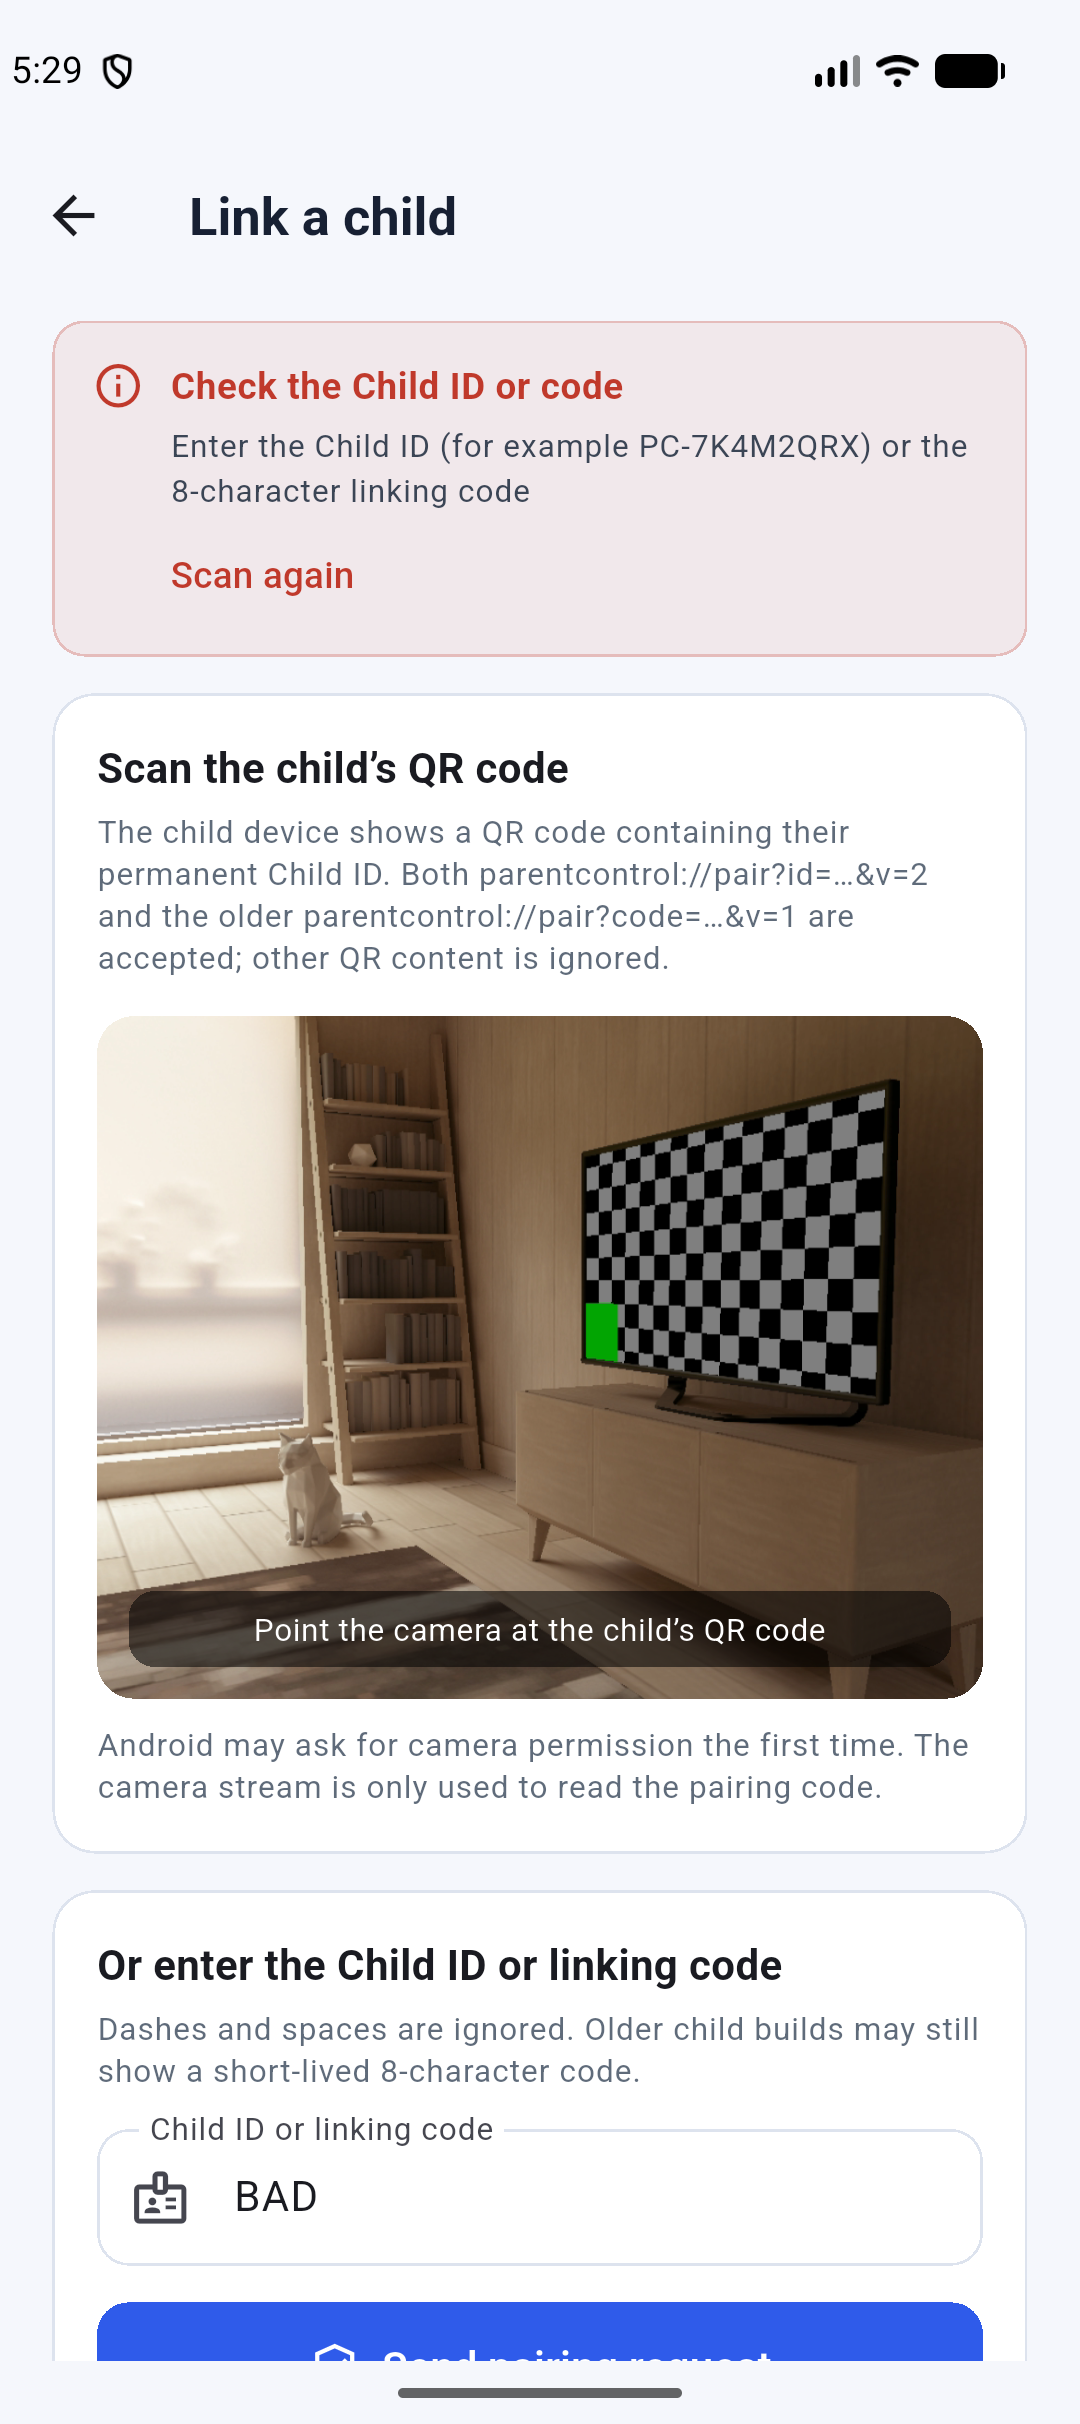 5:29
Link a child
Check the Child ID or code
Enter the Child ID (for example PC-7K4M2QRX) or the
8-character linking code
Scan again
Scan the child’s QR code
The child device shows a QR code containing their
permanent Child ID. Both parentcontrol://pair?id=…&v=2
and the older parentcontrol://pair?code=…&v=1 are
accepted; other QR content is ignored.
Point the camera at the child’s QR code
Android may ask for camera permission the first time. The
camera stream is only used to read the pairing code.
Or enter the Child ID or linking code
Dashes and spaces are ignored. Older child builds may still
show a short-lived 8-character code.
Child ID or linking code
BAD
Send pairing request